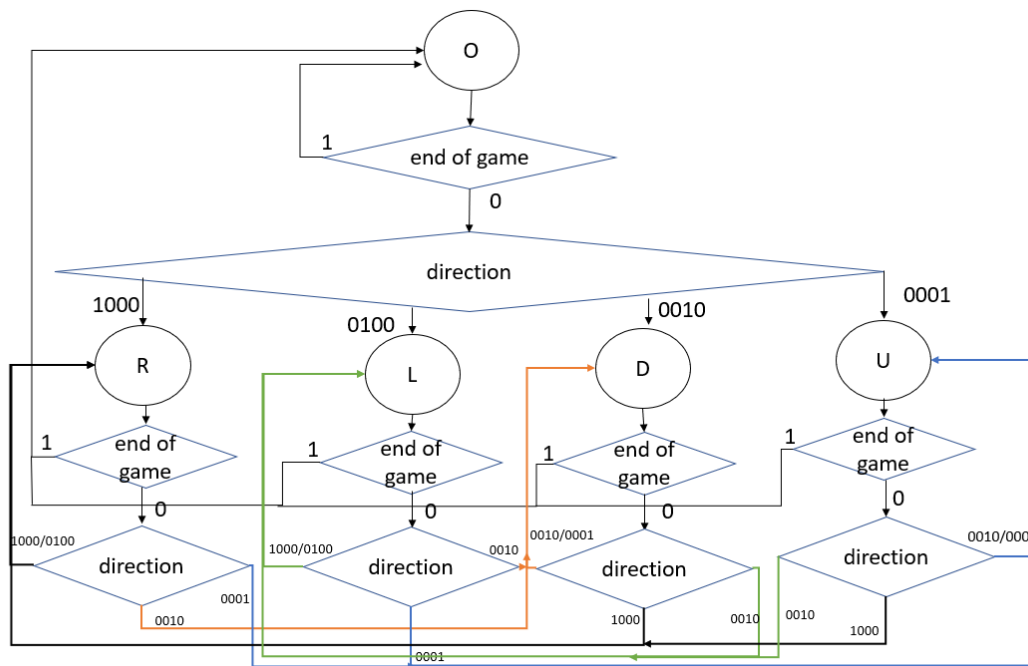 O
1
end of game
0
direction
1000
0100
0010
0001
R
L
D
U
1
end of
game
0
1
end of
game
0
1
end of
game
0
1
end of
game
0
1000/0100
direction
0001
0010
1000/0100
direction
0010
0001
0010/0001
direction
1000
0010
direction
0010/000
0010
1000